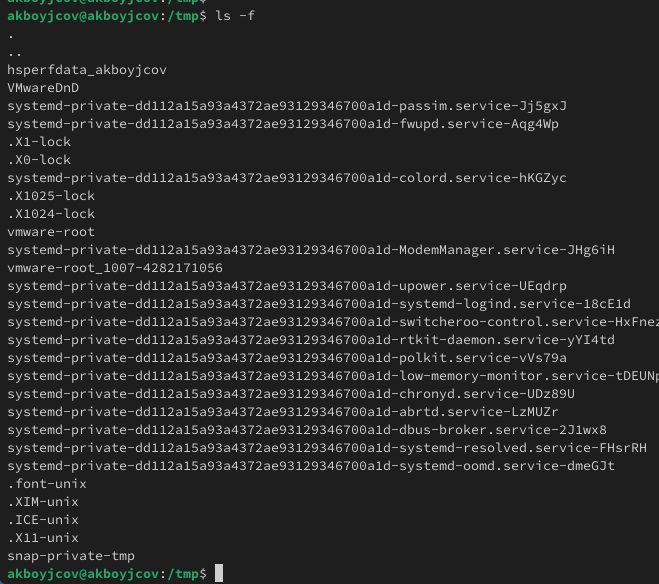 akboyjcov@akboyjcov:/tmp$ ls -f
.
..
hsperfdata_akboyjcov
VMwareDnD
systemd-private-dd112a15a93a4372ae93129346700a1d-passim.service-Jj5gxJ
systemd-private-dd112a15a93a4372ae93129346700a1d-fwupd.service-Aqg4Wp
.X1-lock
.X0-lock
systemd-private-dd112a15a93a4372ae93129346700a1d-colord.service-hKGZyc
.X1025-lock
.X1024-lock
vmware-root
systemd-private-dd112a15a93a4372ae93129346700a1d-ModemManager.service-JHg6iH
vmware-root_1007-4282171056
systemd-private-dd112a15a93a4372ae93129346700a1d-upower.service-UEqdrp
systemd-private-dd112a15a93a4372ae93129346700a1d-systemd-logind.service-18cE1d
systemd-private-dd112a15a93a4372ae93129346700a1d-switcheroo-control.service-HxFnez
systemd-private-dd112a15a93a4372ae93129346700a1d-rtkit-daemon.service-yYI4td
systemd-private-dd112a15a93a4372ae93129346700a1d-polkit.service-vVs79a
systemd-private-dd112a15a93a4372ae93129346700a1d-low-memory-monitor.service-tDEUNp
systemd-private-dd112a15a93a4372ae93129346700a1d-chronyd.service-UDz89U
systemd-private-dd112a15a93a4372ae93129346700a1d-abrtd.service-LzMUZr
systemd-private-dd112a15a93a4372ae93129346700a1d-dbus-broker.service-2J1wx8
systemd-private-dd112a15a93a4372ae93129346700a1d-systemd-resolved.service-FHsrRH
systemd-private-dd112a15a93a4372ae93129346700a1d-systemd-oomd.service-dmeGJt
.font-unix
.XIM-unix
.ICE-unix
.X11-unix
snap-private-tmp
akboyjcov@akboyjcov:/tmp$